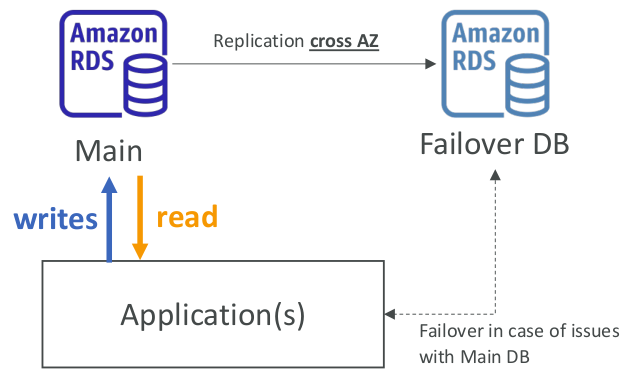 Amazon
RDS
Replication cross AZ
Amazon
RDS
Main
Failover DB
writes
read
Application(s)
Failover in case of issues
with Main DB